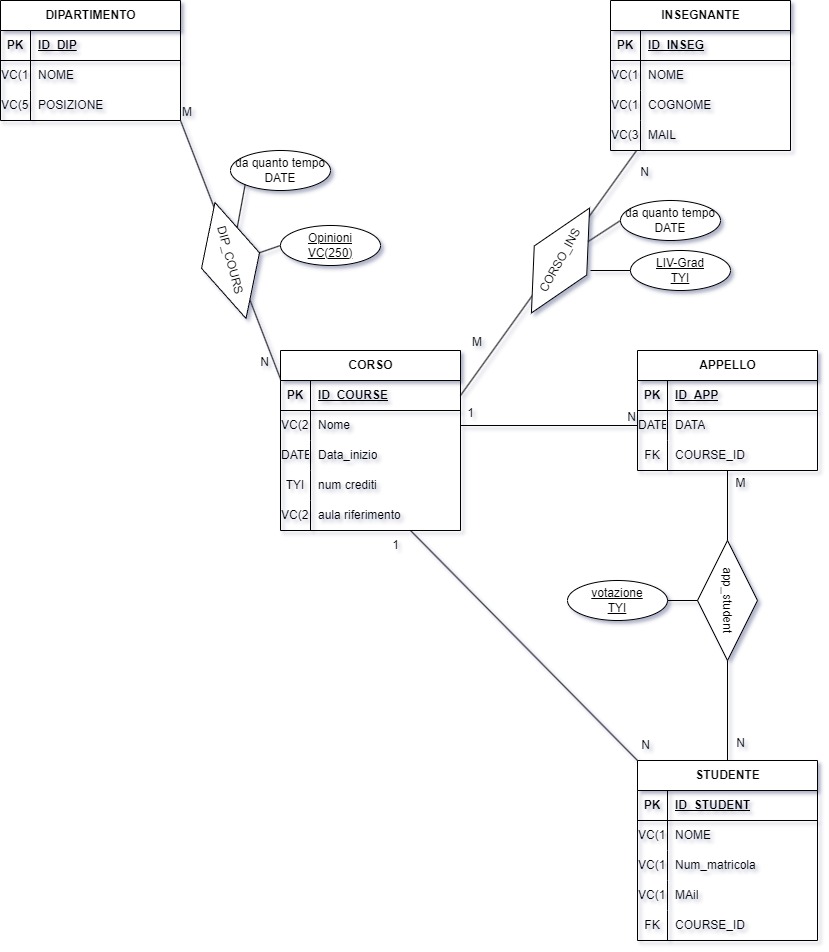 DIPARTIMENTO
PK ID_DIP
VC(1 NOME
VC(5 POSIZIONE
M
INSEGNANTE
PK ID_INSEG
VC(1 NOME
VC(1 COGNOME
VC(3 MAIL
N
da quanto tempo
DATE
Opinioni
VC(250)
DIP_COURS
N
da quanto tempo
DATE
LIV-Grad
TYI
CORSO_INS
M
CORSO
PK ID_COURSE
VC(2 Nome
DATE Data_inizio
TYI num crediti
VC(2 aula riferimento
1
N
1
APPELLO
PK ID_APP
DATE DATA
FK COURSE_ID
M
votazione
TYI
app_student
N
N
STUDENTE
PK ID_STUDENT
VC(1 NOME
VC(1 Num_matricola
VC(1 MAil
FK COURSE_ID